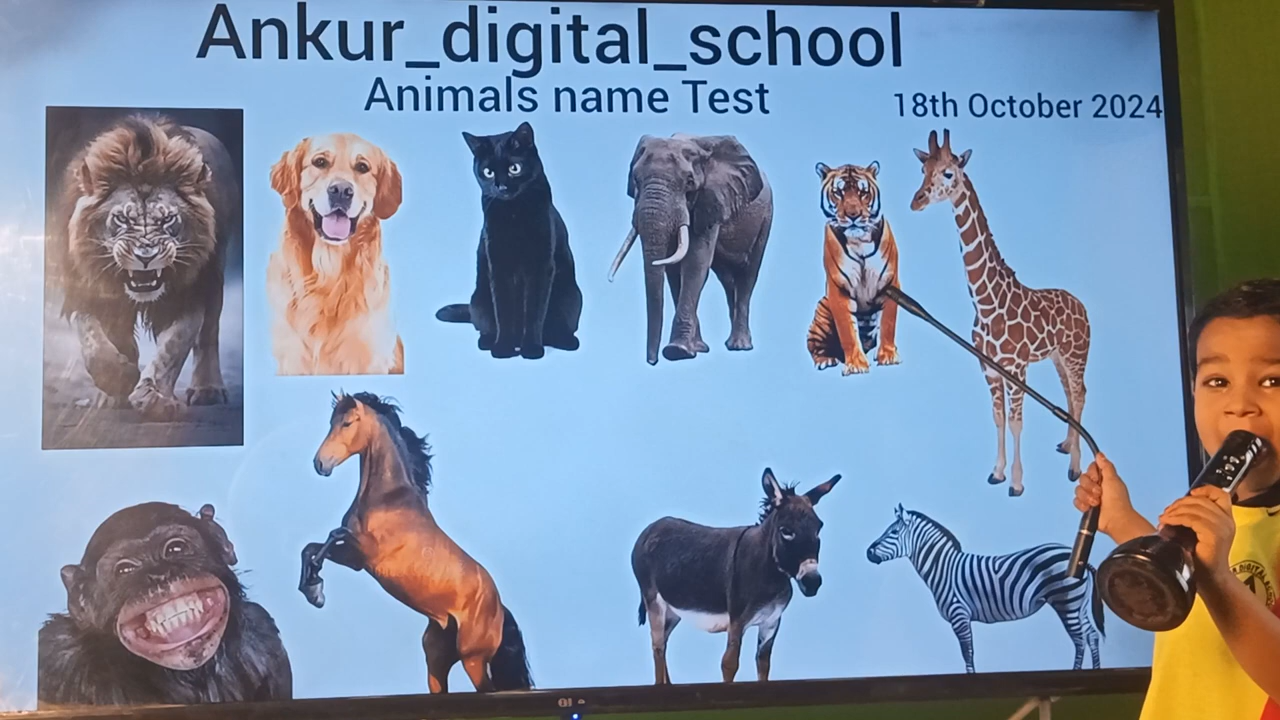 Ankur_digital_school
Animals name Test
18th October 2024